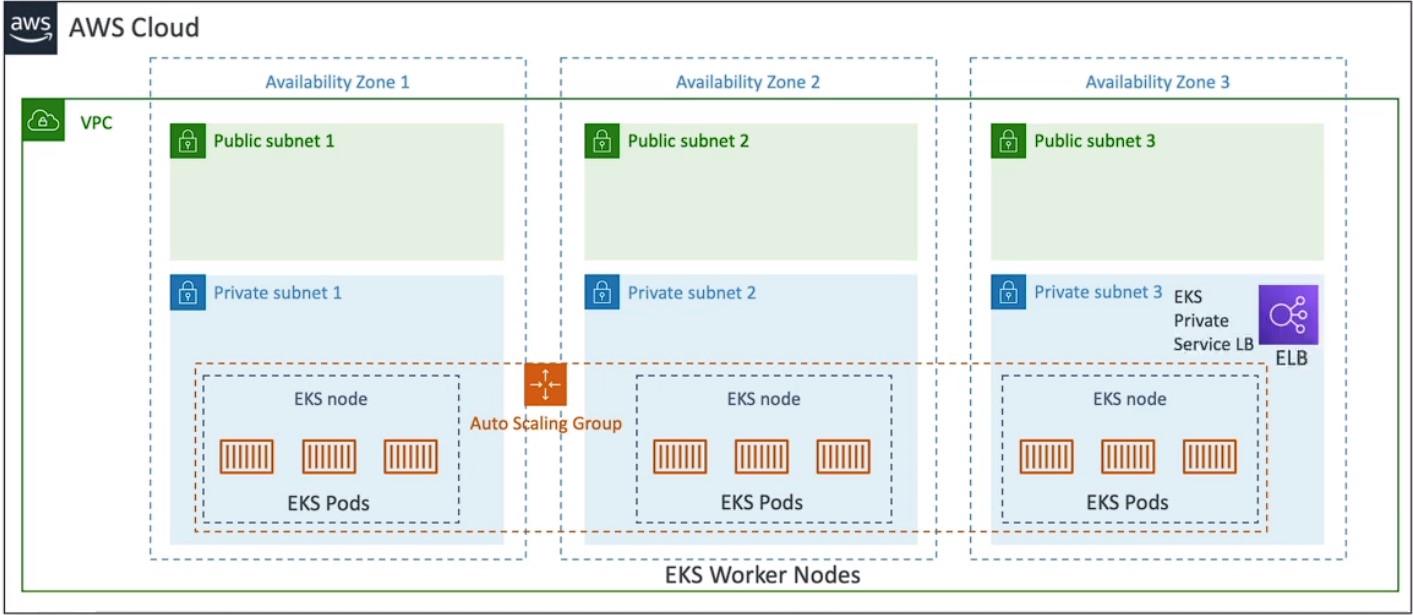 aws
AWS Cloud
Availability Zone 1
Availability Zone 2
Availability Zone 3
VPC
Public subnet 1
Public subnet 2
Public subnet 3
Private subnet 1
Private subnet 2
Private subnet 3
EKS
Private
Service LB
ELB
EKS node
EKS node
EKS node
Auto Scaling Group
EKS Pods
EKS Pods
EKS Pods
EKS Worker Nodes